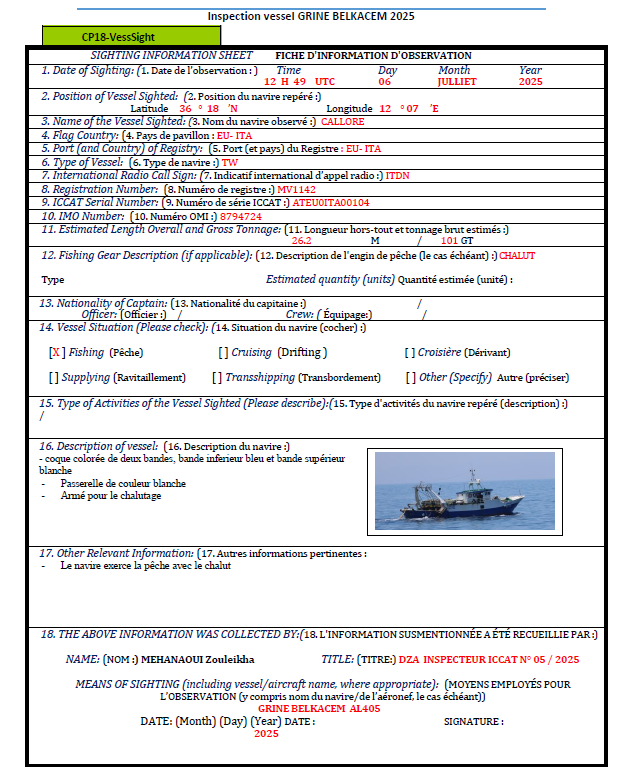 Inspection vessel GRINE BELKACEM 2025
CP18-VessSight
SIGHTING INFORMATION SHEET FICHE D'INFORMATION D'OBSERVATION
1. Date of Sighting: (1. Date de l'observation : ) Time Day Month Year
12 H 49 UTC 06 JULLIET 2025
2. Position of Vessel Sighted: (2. Position du navire repéré :)
Latitude 36 ° 18 'N Longitude 12 ° 07 'E
3. Name of the Vessel Sighted: (3. Nom du navire observé :) CALLORE
4. Flag Country: (4. Pays de pavillon : EU- ITA
5. Port (and Country) of Registry: (5. Port (et pays) du Registre : EU- ITA
6. Type of Vessel: (6. Type de navire :) TW
7. International Radio Call Sign: (7. Indicatif international d'appel radio :) ITDN
8. Registration Number: (8. Numéro de registre :) MV1142
9. ICCAT Serial Number: (9. Numéro de série ICCAT :) ATEU0ITA00104
10. IMO Number: (10. Numéro OMI :) 8794724
11. Estimated Length Overall and Gross Tonnage: (11. Longueur hors-tout et tonnage brut estimés :)
26.2 M / 101 GT
12. Fishing Gear Description (if applicable): (12. Description de l'engin de pêche (le cas échéant) :) CHALUT
Type Estimated quantity (units) Quantité estimée (unité) :
13. Nationality of Captain: (13. Nationalité du capitaine :) /
Officer: (Officier :) / Crew: ( Équipage:) /
14. Vessel Situation (Please check): (14. Situation du navire (cocher) :)
[X ] Fishing (Pêche) [ ] Cruising (Drifting ) [ ] Croisière (Dérivant)
[ ] Supplying (Ravitaillement) [ ] Transshipping (Transbordement) [ ] Other (Specify) Autre (préciser)
15. Type of Activities of the Vessel Sighted (Please describe):(15. Type d'activités du navire repéré (description) :)
/
16. Description of vessel: (16. Description du navire :)
- coque colorée de deux bandes, bande inferieur bleu et bande supérieur
blanche
- Passerelle de couleur blanche
- Armé pour le chalutage
17. Other Relevant Information: (17. Autres informations pertinentes :
- Le navire exerce la pêche avec le chalut
18. THE ABOVE INFORMATION WAS COLLECTED BY:(18. L'INFORMATION SUSMENTIONNÉE A ÉTÉ RECUEILLIE PAR :)
NAME: (NOM :) MEHANAOUI Zouleikha TITLE: (TITRE:) DZA INSPECTEUR ICCAT N° 05 / 2025
MEANS OF SIGHTING (including vessel/aircraft name, where appropriate): (MOYENS EMPLOYÉS POUR
L'OBSERVATION (y compris nom du navire/de l'aéronef, le cas échéant))
GRINE BELKACEM AL405
DATE: (Month) (Day) (Year) DATE : SIGNATURE :
2025